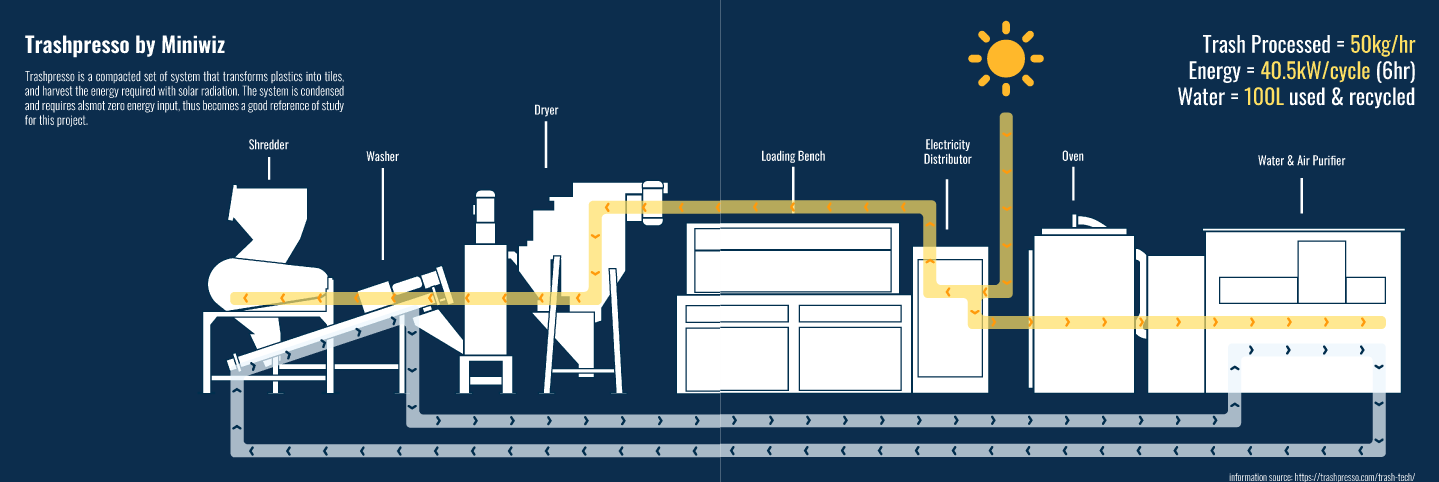 Trashpresso by Miniwiz
Trashpresso is a compacted set of system that transforms plastics into tiles,
and harvest the energy required with solar radiation. The system is condensed
and requires alsmot zero energy input, thus becomes a good reference of study
for this project.
Trash Processed = 50kg/hr
Energy = 40.5kW/cycle (6hr)
Water = 100L used & recycled
Shredder
Washer
Dryer
Loading Bench
Electricity
Distributor
Oven
Water & Air Purifier
information source: https://trashpresso.com/trash-tech/